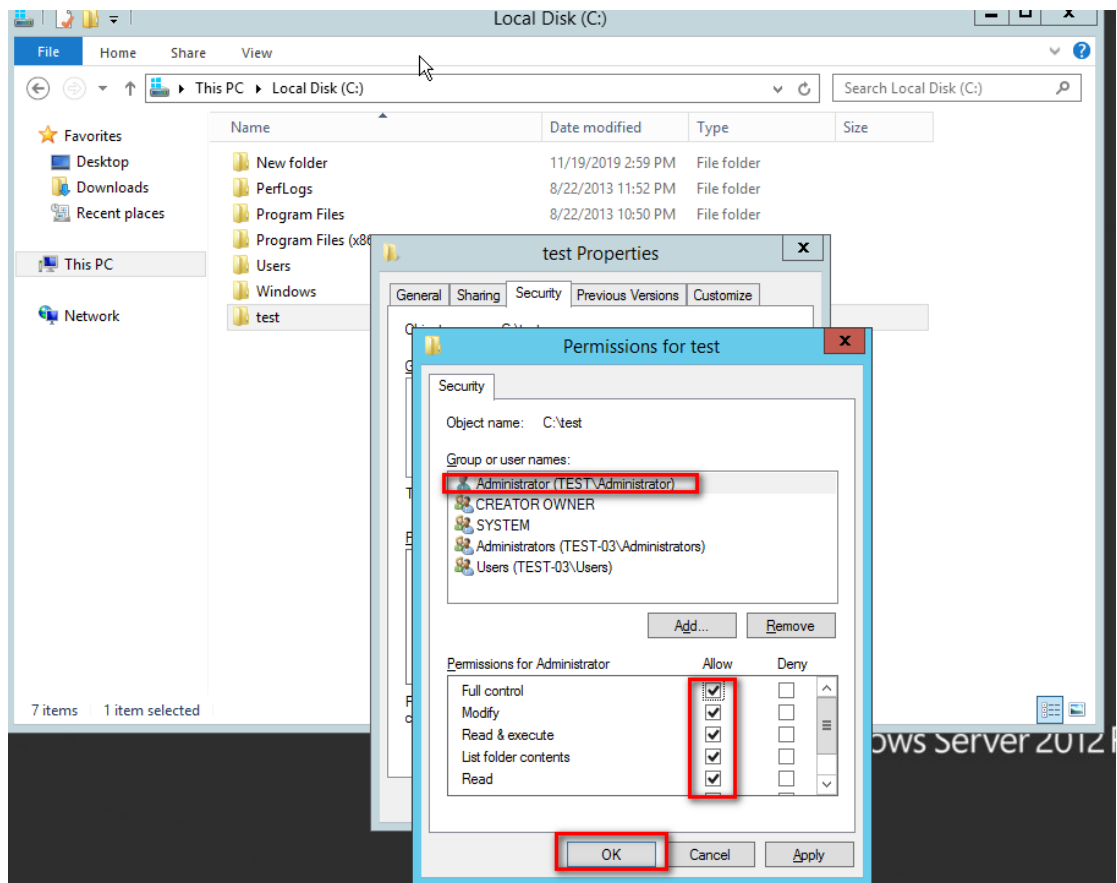 Local Disk (C:)
File Home Share View
This PC Local Disk (C:) Search Local Disk (C:)
Name Date modified Type Size
Favorites
Desktop
Downloads
Recent places
This PC
Network
New folder 11/19/2019 2:59 PM File folder
PerfLogs 8/22/2013 11:52 PM File folder
Program Files 8/22/2013 10:50 PM File folder
Program Files (x86
Users
Windows
test
7 items 1 item selected
test Properties
General Sharing Security Previous Versions Customize
Permissions for test
Security
Object name: C:\test
Group or user names:
Administrator (TEST\Administrator)
CREATOR OWNER
SYSTEM
Administrators (TEST-03\Administrators)
Users (TEST-03\Users)
Add... Remove
Permissions for Administrator Allow Deny
Full control
Modify
Read & execute
List folder contents
Read
OK Cancel Apply
ows Server 2012